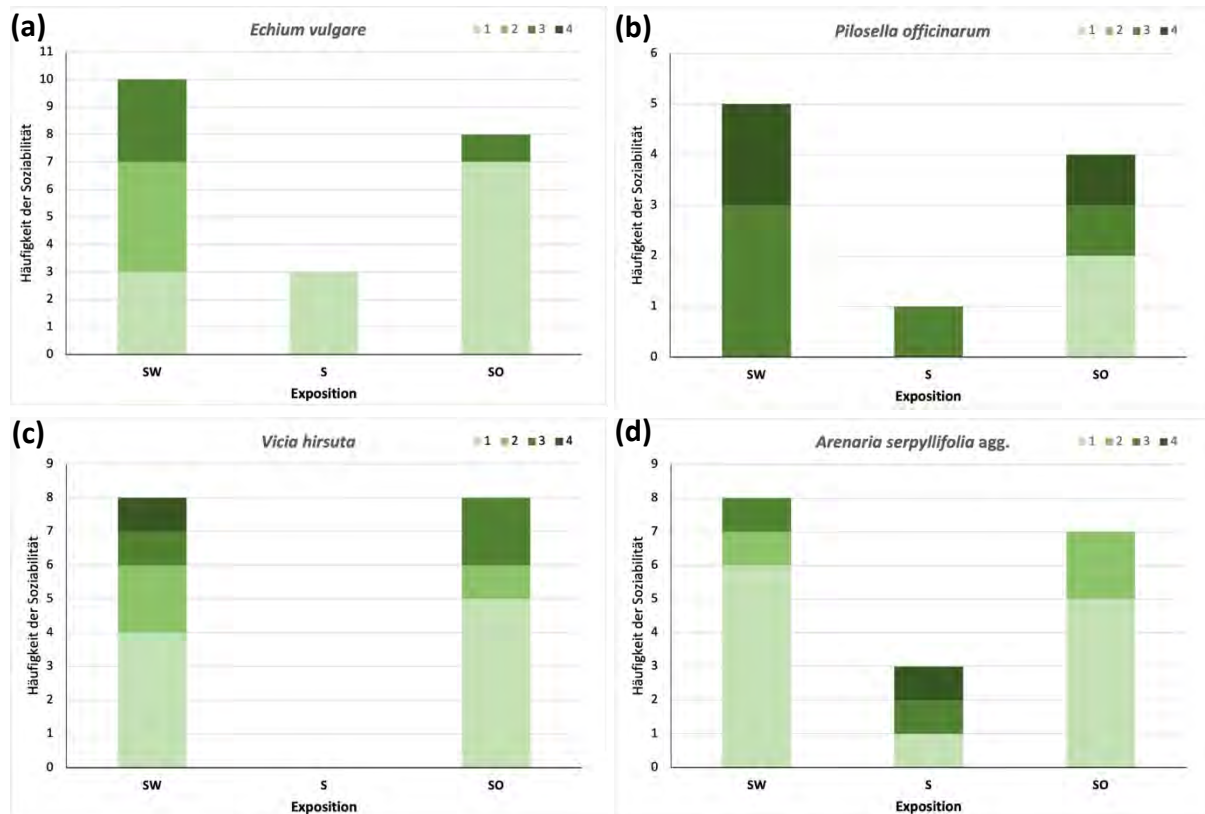 (a)
Echium vulgare
1 2 3 4
Häufigkeit der Soziabilität
11
10
9
8
7
6
5
4
3
2
1
0
SW S SO
Exposition
(b)
Pilosella officinarum
1 2 3 4
Häufigkeit der Soziabilität
6
5
4
3
2
1
0
SW S SO
Exposition
(c)
Vicia hirsuta
1 2 3 4
Häufigkeit der Soziabilität
9
8
7
6
5
4
3
2
1
0
SW S SO
Exposition
(d)
Arenaria serpyllifolia agg.
1 2 3 4
Häufigkeit der Soziabilität
9
8
7
6
5
4
3
2
1
0
SW S SO
Exposition